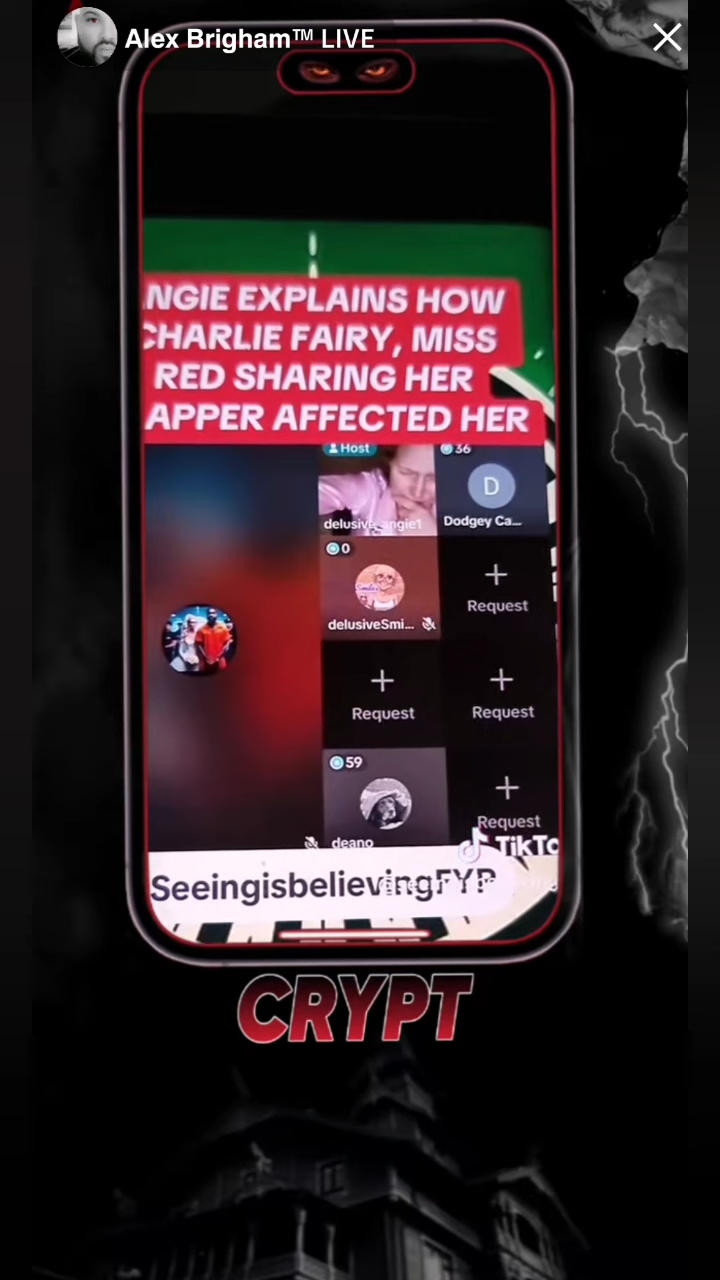 Alex Brigham™ LIVE
NGIE EXPLAINS HOW
CHARLIE FAIRY, MISS
RED SHARING HER
APPER AFFECTED HER
Host
36
D
delusive_angie1
Dodgey Ca...
0
delusiveSmi...
Request
Request
Request
59
deano
Request
TikTo
SeeingisbelievingFYP
CRYPT